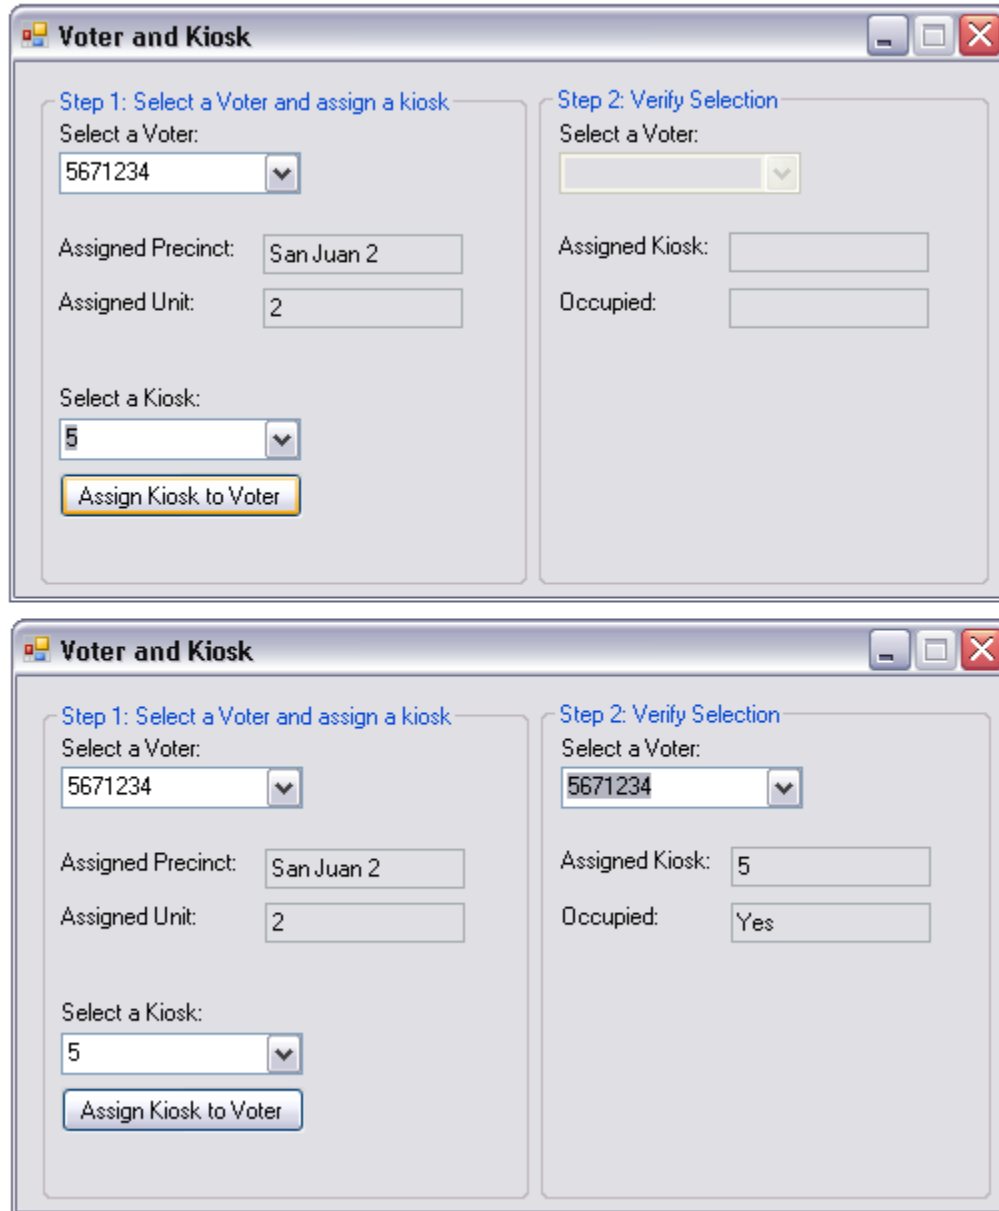 Voter and Kiosk
Step 1: Select a Voter and assign a kiosk
Select a Voter:
5671234
Assigned Precinct: San Juan 2
Assigned Unit: 2
Select a Kiosk:
5
Assign Kiosk to Voter
Step 2: Verify Selection
Select a Voter:
Assigned Kiosk:
Occupied:
Voter and Kiosk
Step 1: Select a Voter and assign a kiosk
Select a Voter:
5671234
Assigned Precinct: San Juan 2
Assigned Unit: 2
Select a Kiosk:
5
Assign Kiosk to Voter
Step 2: Verify Selection
Select a Voter:
5671234
Assigned Kiosk: 5
Occupied: Yes